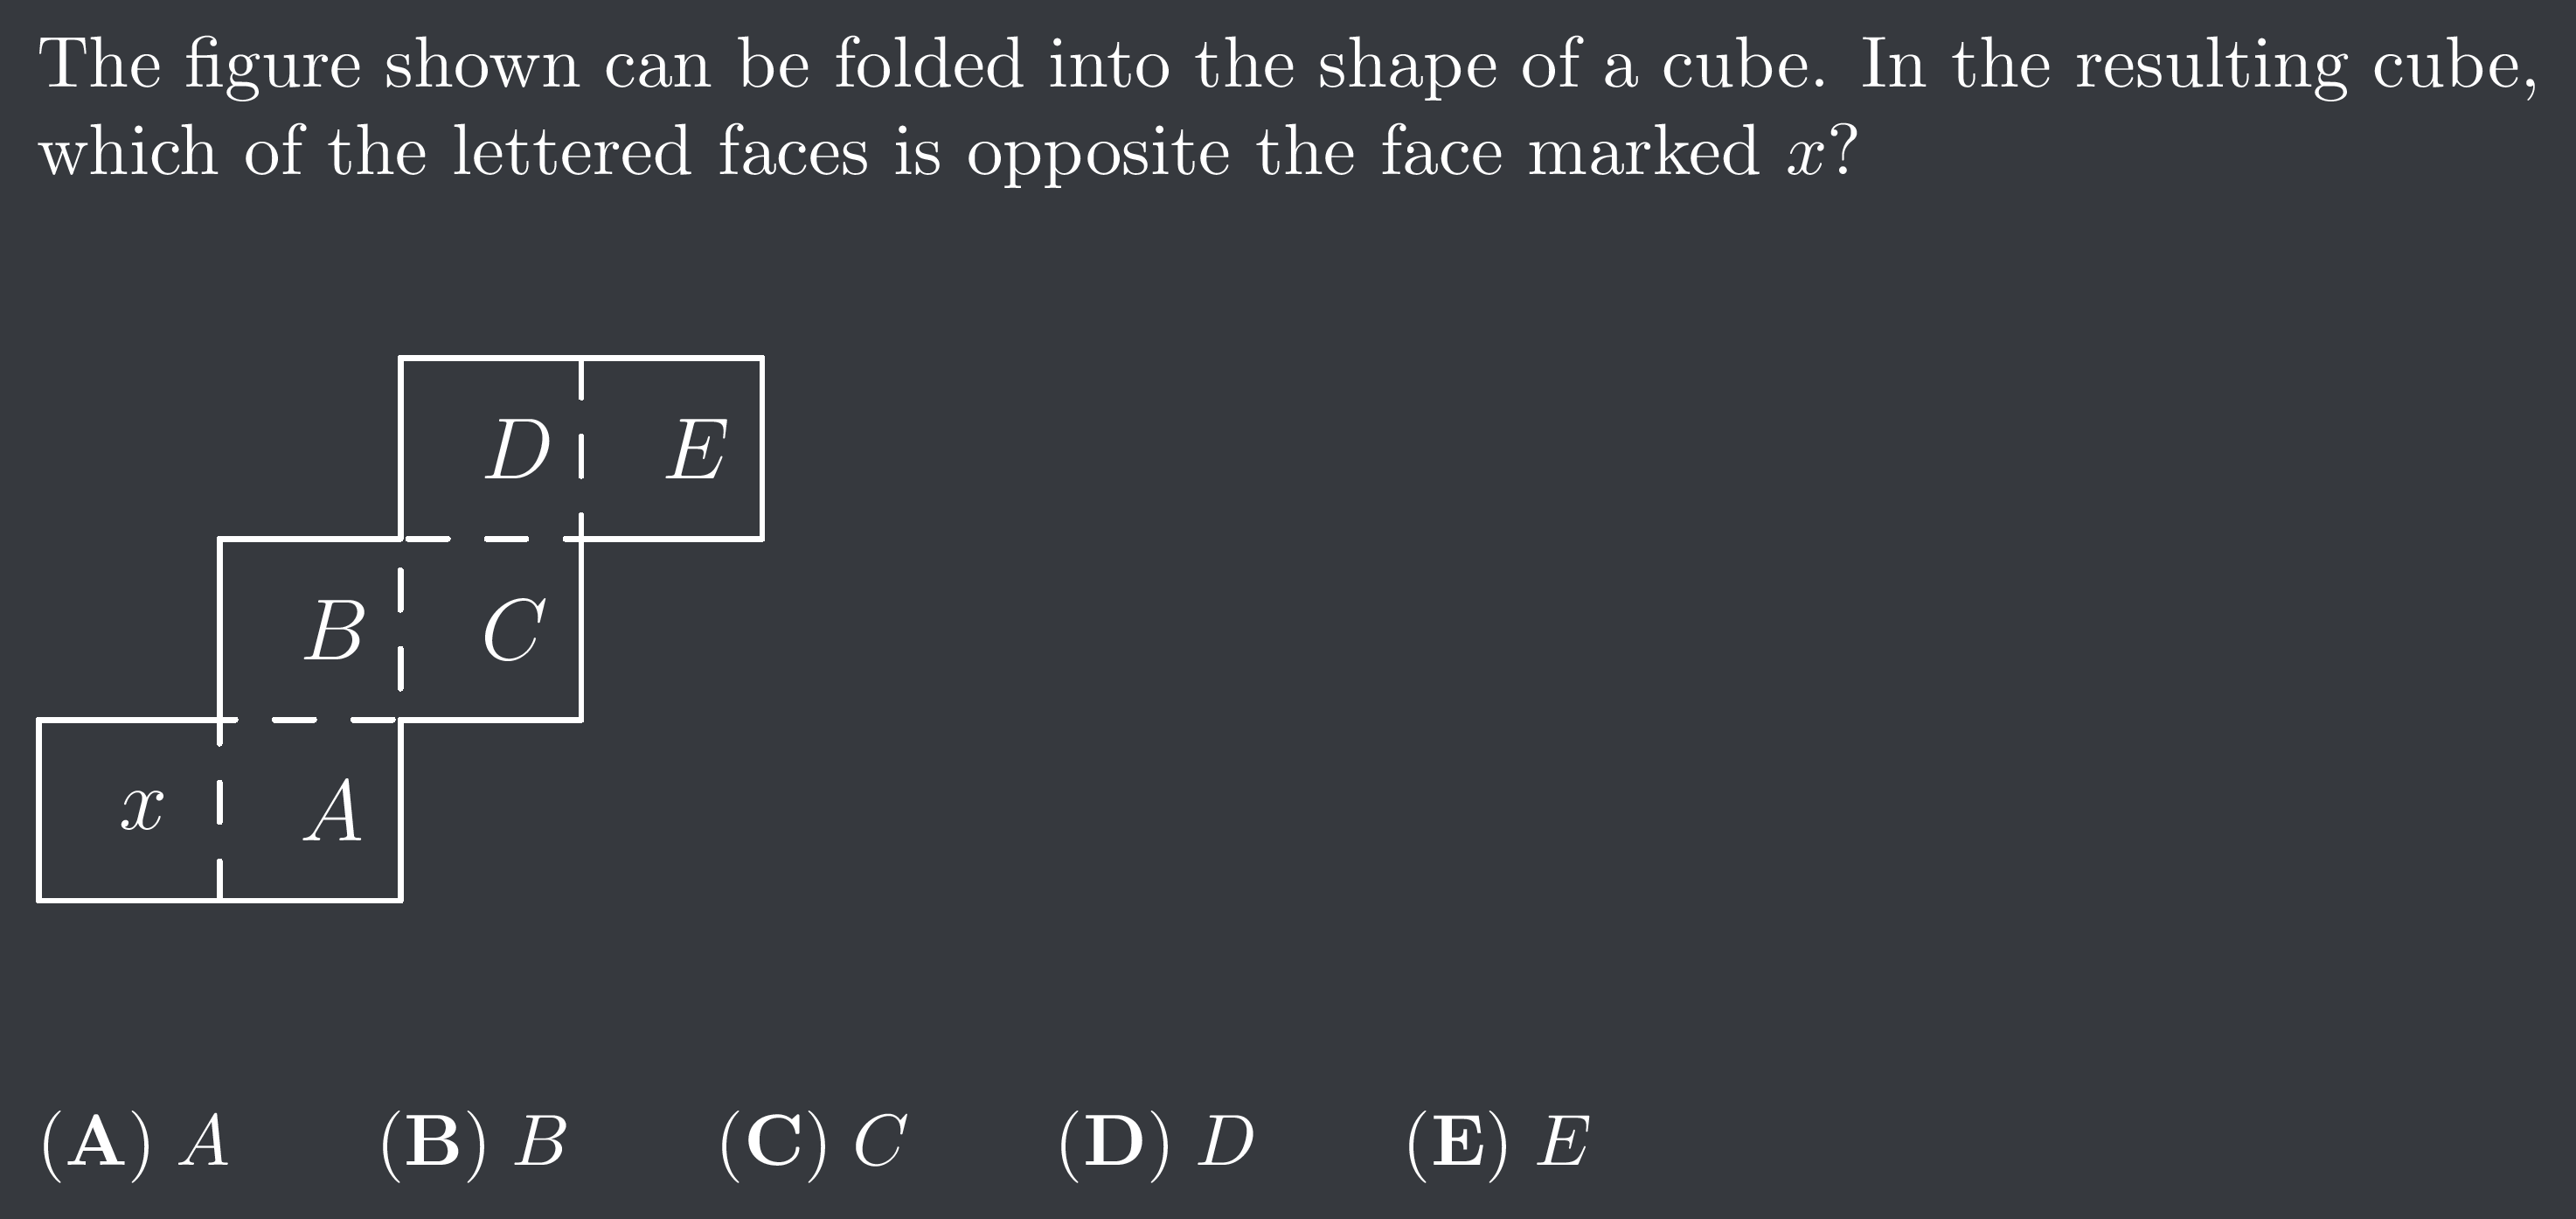 The figure shown can be folded into the shape of a cube. In the resulting cube,
which of the lettered faces is opposite the face marked x?
D E
B C
x A
(A) A (B) B (C) C (D) D (E) E